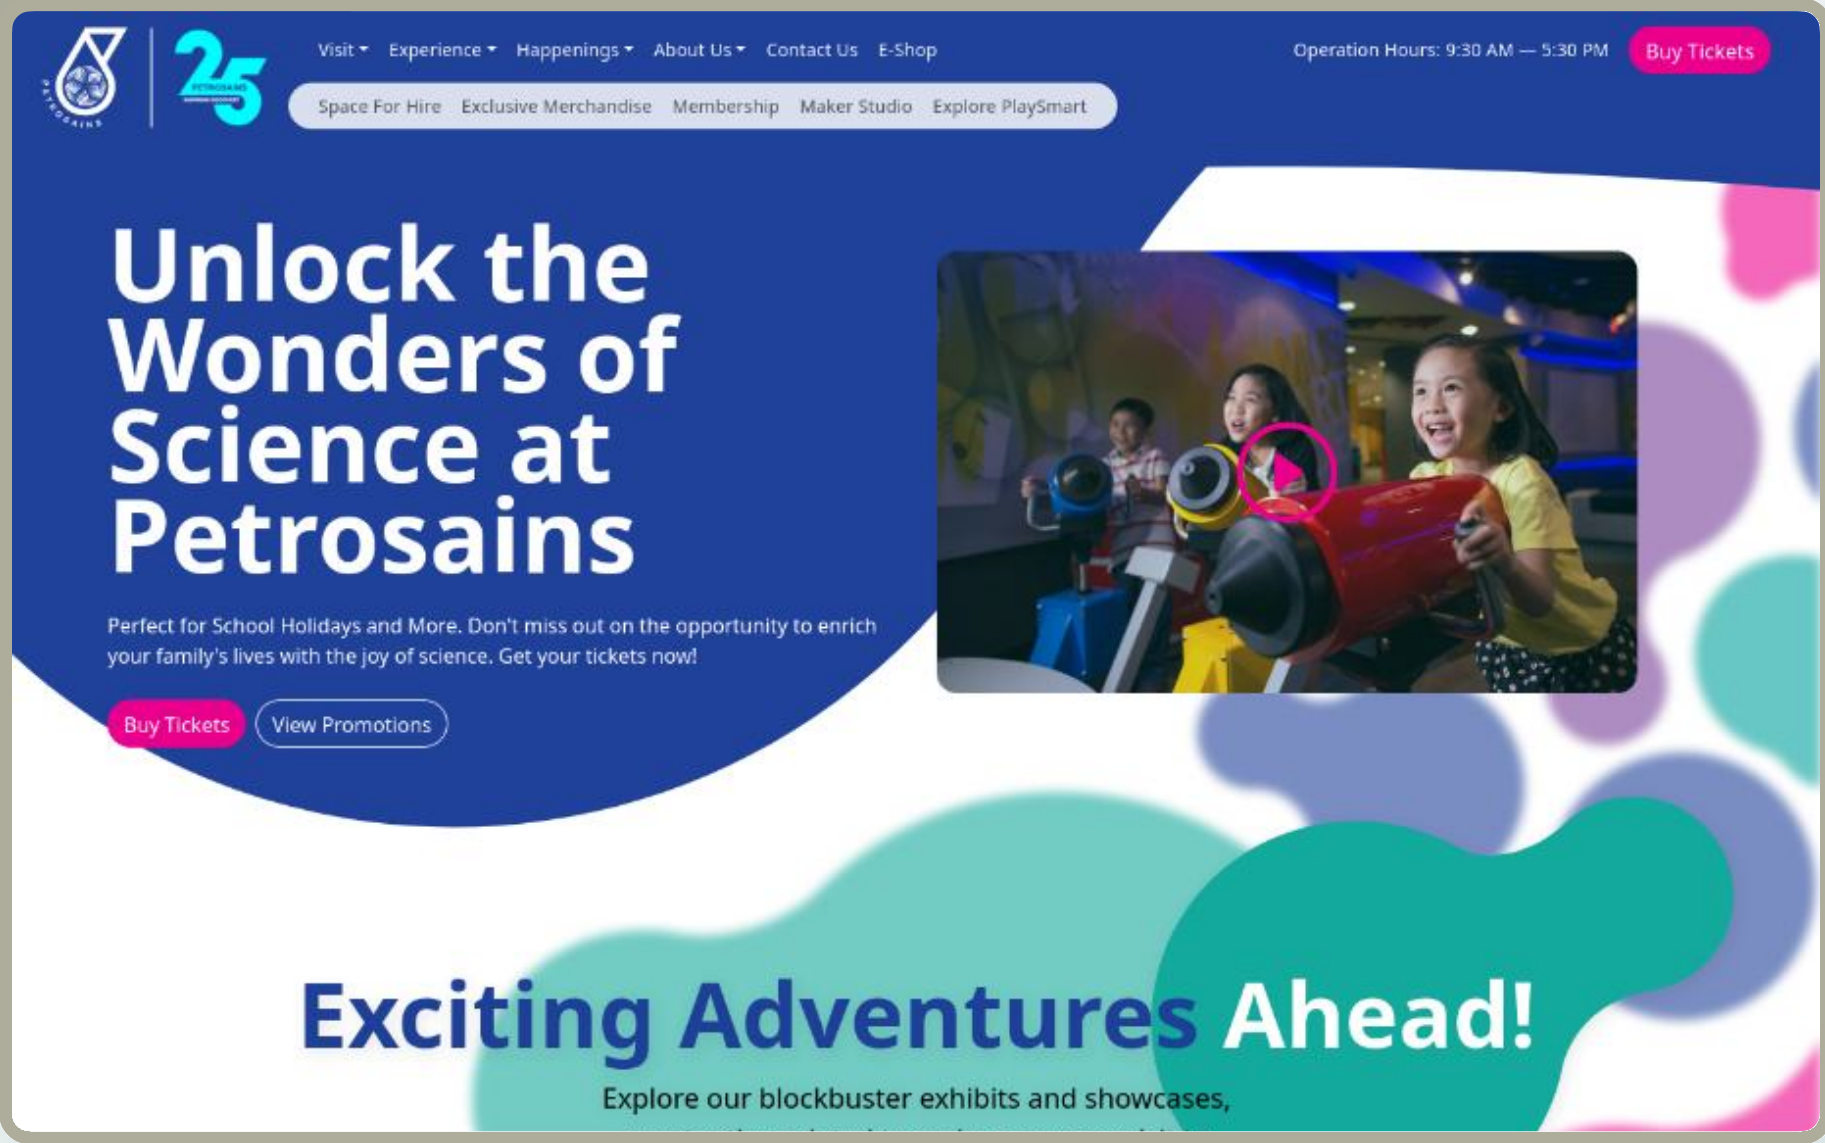 PETROSAINS
25
PETROSAINS
Visit Experience Happenings About Us Contact Us E-Shop
Operation Hours: 9:30 AM — 5:30 PM
Buy Tickets
Space For Hire Exclusive Merchandise Membership Maker Studio Explore PlaySmart
Unlock the
Wonders of
Science at
Petrosains
Perfect for School Holidays and More. Don't miss out on the opportunity to enrich
your family's lives with the joy of science. Get your tickets now!
Buy Tickets
View Promotions
Exciting Adventures Ahead!
Explore our blockbuster exhibits and showcases,